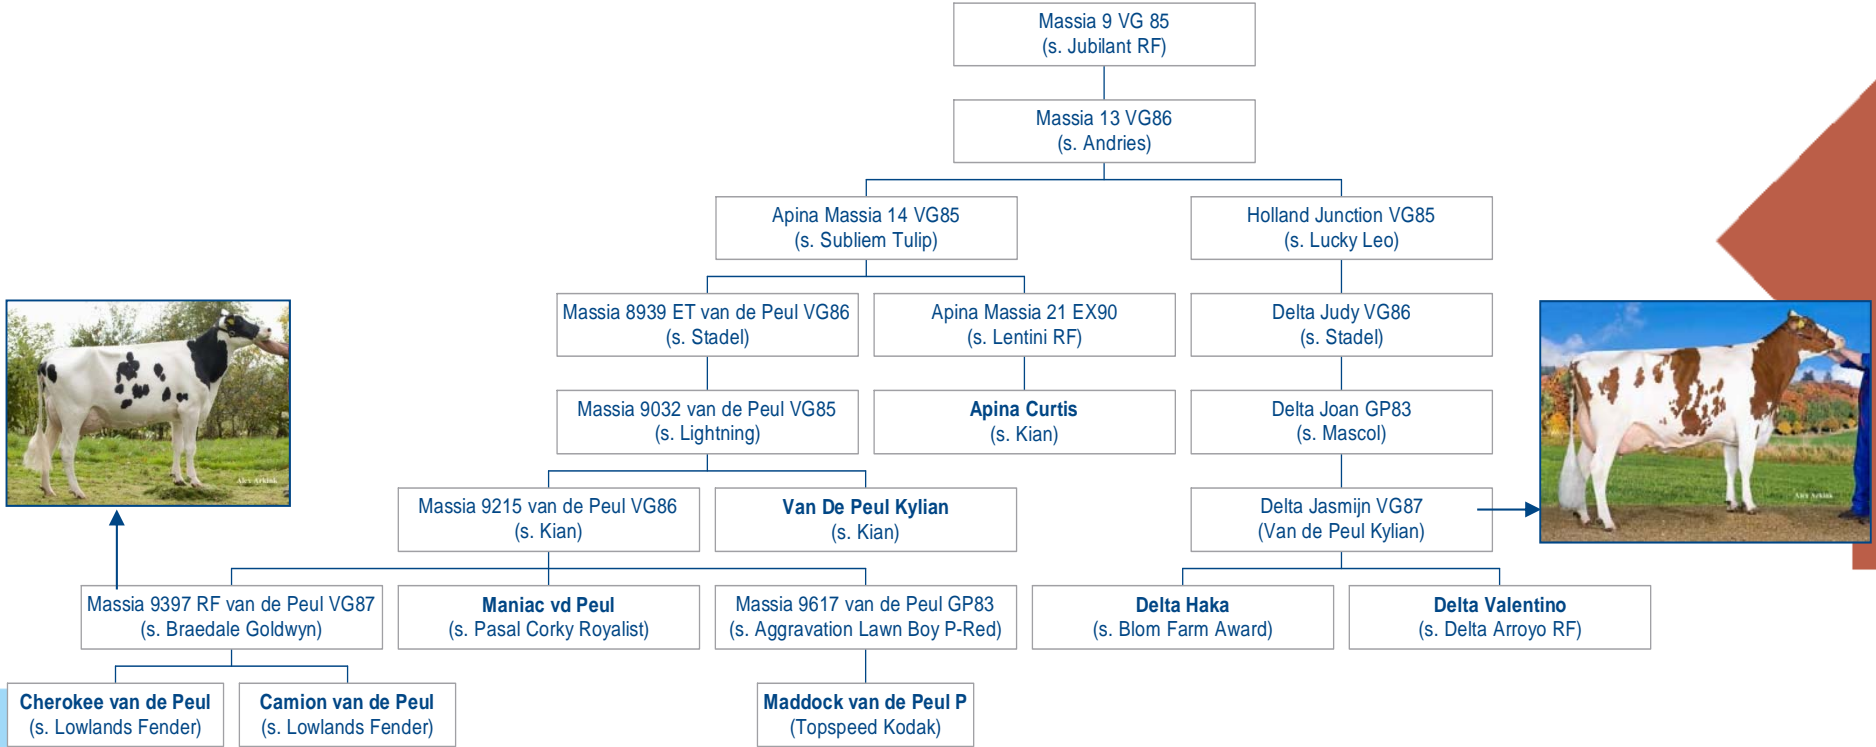 Massia 9 VG 85
(s. Jubilant RF)
Massia 13 VG86
(s. Andries)
Apina Massia 14 VG85
(s. Subliem Tulip)
Holland Junction VG85
(s. Lucky Leo)
Massia 8939 ET van de Peul VG86
(s. Stadel)
Apina Massia 21 EX90
(s. Lentini RF)
Delta Judy VG86
(s. Stadel)
Massia 9032 van de Peul VG85
(s. Lightning)
Apina Curtis
(s. Kian)
Delta Joan GP83
(s. Mascol)
Alex Arkink
Massia 9215 van de Peul VG86
(s. Kian)
Van De Peul Kylian
(s. Kian)
Delta Jasmijn VG87
(Van de Peul Kylian)
Alex Arkink
Massia 9397 RF van de Peul VG87
(s. Braedale Goldwyn)
Maniac vd Peul
(s. Pasal Corky Royalist)
Massia 9617 van de Peul GP83
(s. Aggravation Lawn Boy P-Red)
Delta Haka
(s. Blom Farm Award)
Delta Valentino
(s. Delta Arroyo RF)
Cherokee van de Peul
(s. Lowlands Fender)
Camion van de Peul
(s. Lowlands Fender)
Maddock van de Peul P
(Topspeed Kodak)